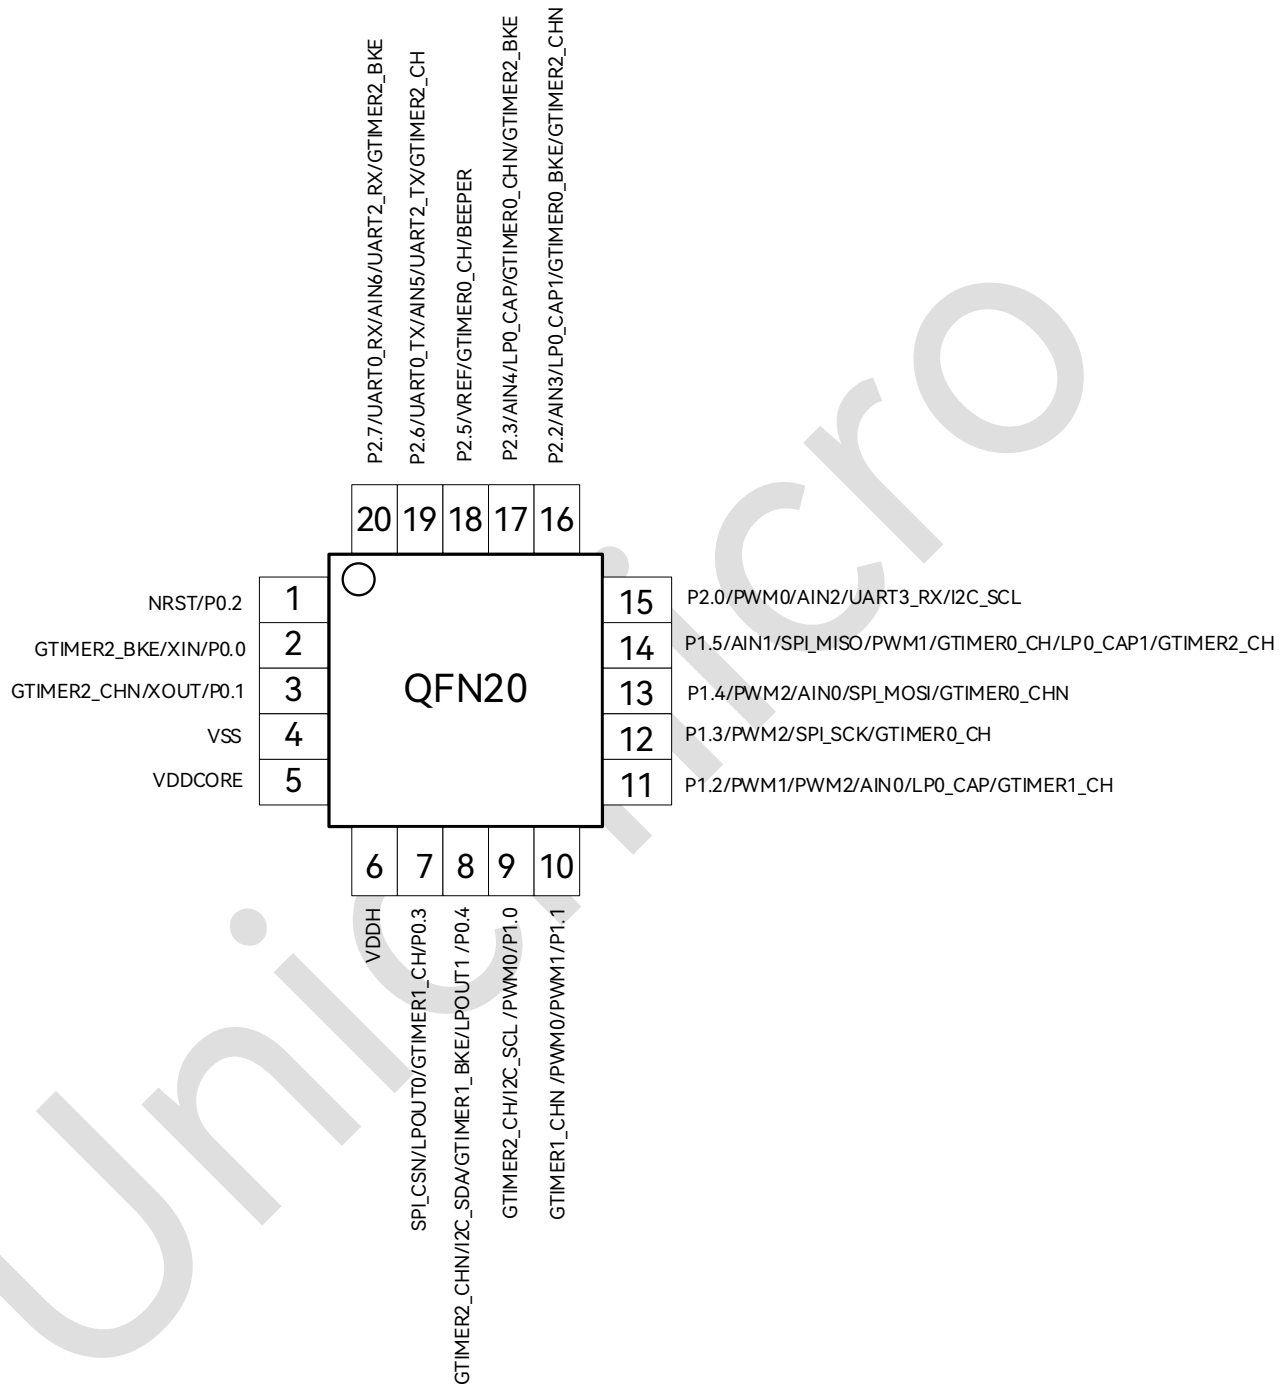 P2.7/UART0_RX/AIN6/UART2_RX/GTIMER2_BKE
P2.6/UART0_TX/AIN5/UART2_TX/GTIMER2_CH
P2.5/VREF/GTIMER0_CH/BEEPER
P2.3/AIN4/LP0_CAP/GTIMER0_CHN/GTIMER2_BKE
P2.2/AIN3/LP0_CAP1/GTIMER0_BKE/GTIMER2_CHN
20 19 18 17 16
NRST/P0.2 1
GTIMER2_BKE/XIN/P0.0 2
GTIMER2_CHN/XOUT/P0.1 3
VSS 4
VDDCORE 5
QFN20
15 P2.0/PWM0/AIN2/UART3_RX/I2C_SCL
14 P1.5/AIN1/SPI_MISO/PWM1/GTIMER0_CH/LP0_CAP1/GTIMER2_CH
13 P1.4/PWM2/AIN0/SPI_MOSI/GTIMER0_CHN
12 P1.3/PWM2/SPI_SCK/GTIMER0_CH
11 P1.2/PWM1/PWM2/AIN0/LP0_CAP/GTIMER1_CH
6 7 8 9 10
VDDH
SPI_CSN/LPOUT0/GTIMER1_CH/P0.3
GTIMER2_CHN/I2C_SDA/GTIMER1_BKE/LPOUT1 /P0.4
GTIMER2_CH/I2C_SCL /PWM0/P1.0
GTIMER1_CHN /PWM0/PWM1/P1.1
Unicmicro